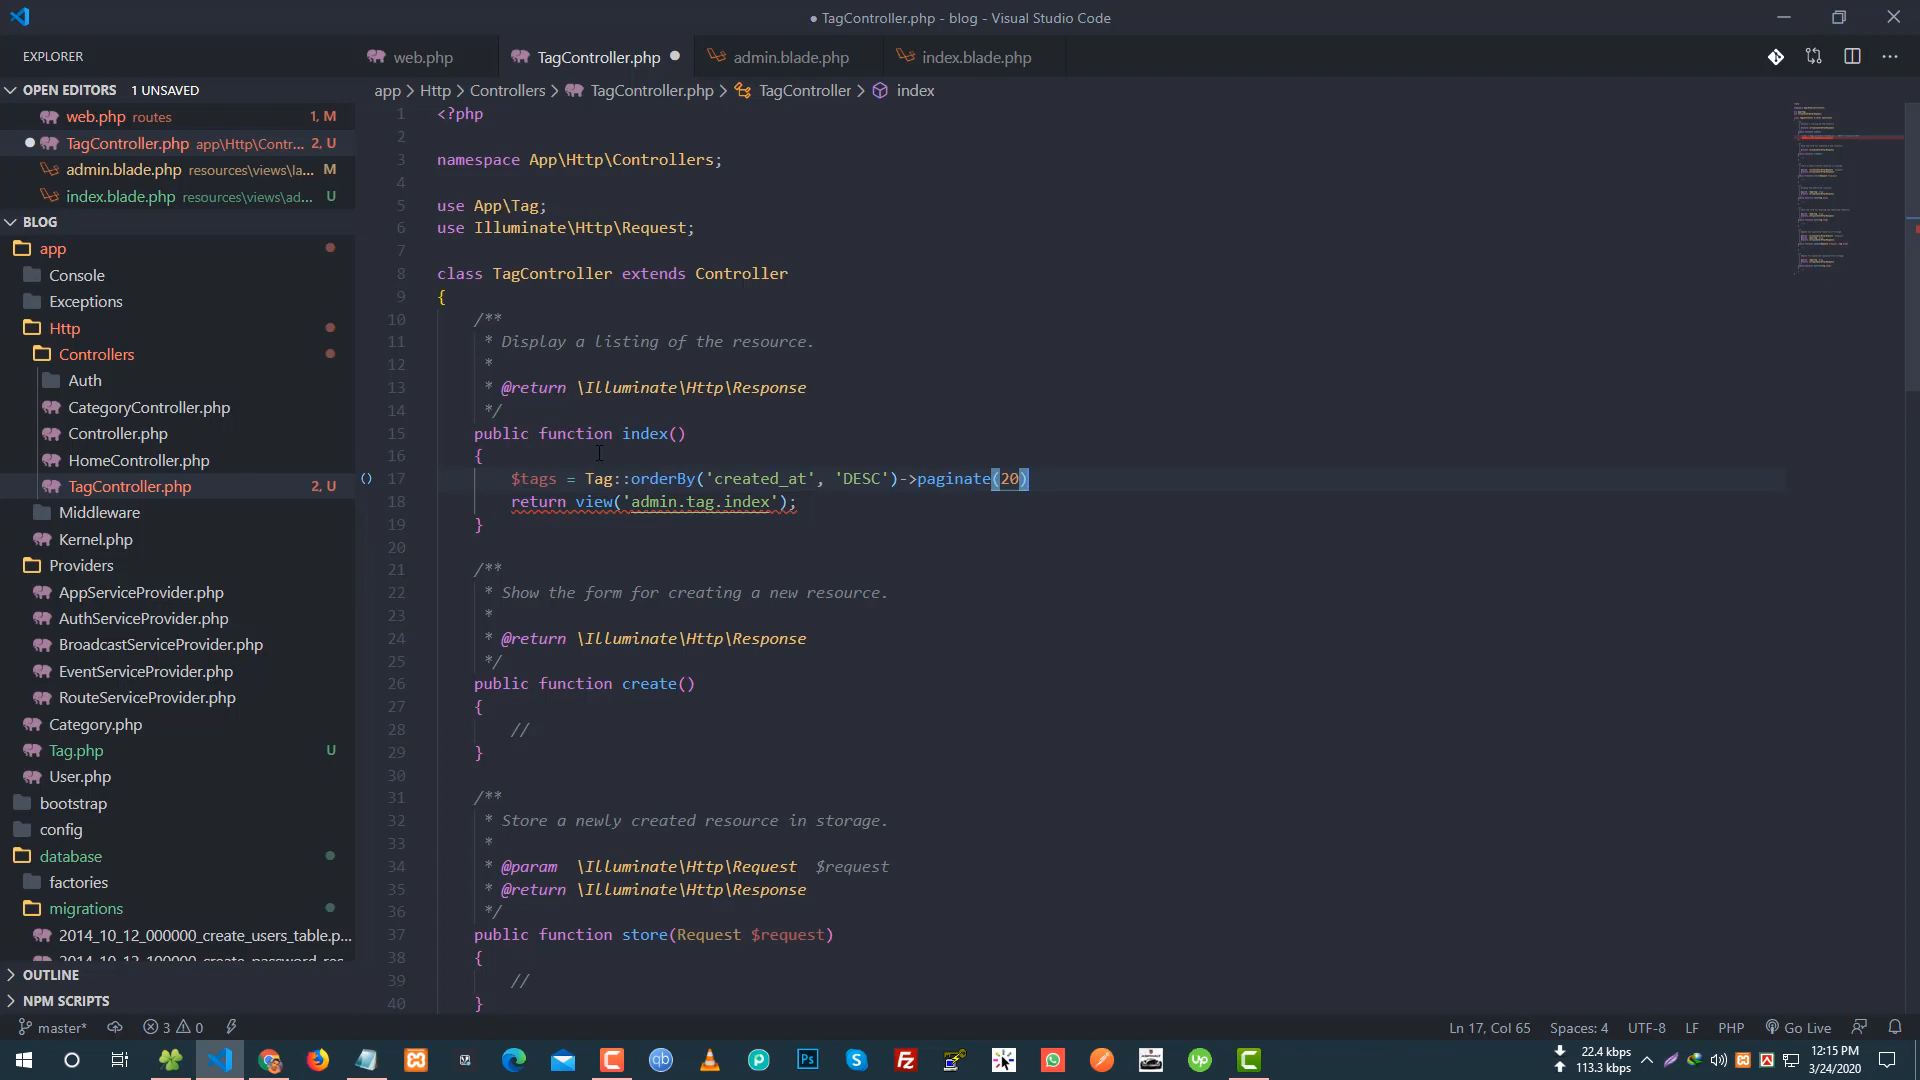 ● TagController.php - blog - Visual Studio Code
EXPLORER
web.php
TagController.php
admin.blade.php
index.blade.php
OPEN EDITORS 1 UNSAVED
web.php routes 1, M
TagController.php app\Http\Contr... 2, U
admin.blade.php resources\views\la... M
index.blade.php resources\views\ad... U
BLOG
app
Console
Exceptions
Http
Controllers
Auth
CategoryController.php
Controller.php
HomeController.php
TagController.php 2, U
Middleware
Kernel.php
Providers
AppServiceProvider.php
AuthServiceProvider.php
BroadcastServiceProvider.php
EventServiceProvider.php
RouteServiceProvider.php
Category.php
Tag.php U
User.php
bootstrap
config
database
factories
migrations
2014_10_12_000000_create_users_table.p...
2014_10_12_100000_create_password_res
OUTLINE
NPM SCRIPTS
app > Http > Controllers > TagController.php > TagController > index
1 <?php
2
3 namespace App\Http\Controllers;
4
5 use App\Tag;
6 use Illuminate\Http\Request;
7
8 class TagController extends Controller
9 {
10 /**
11 * Display a listing of the resource.
12 *
13 * @return \Illuminate\Http\Response
14 */
15 public function index()
16 {
17 $tags = Tag::orderBy('created_at', 'DESC')->paginate(20)
18 return view('admin.tag.index');
19 }
20
21 /**
22 * Show the form for creating a new resource.
23 *
24 * @return \Illuminate\Http\Response
25 */
26 public function create()
27 {
28 //
29 }
30
31 /**
32 * Store a newly created resource in storage.
33 *
34 * @param  \Illuminate\Http\Request  $request
35 * @return \Illuminate\Http\Response
36 */
37 public function store(Request $request)
38 {
39 //
40 }
master* 3 0
Ln 17, Col 65 Spaces: 4 UTF-8 LF PHP Go Live
22.4 kbps
113.3 kbps
12:15 PM
3/24/2020